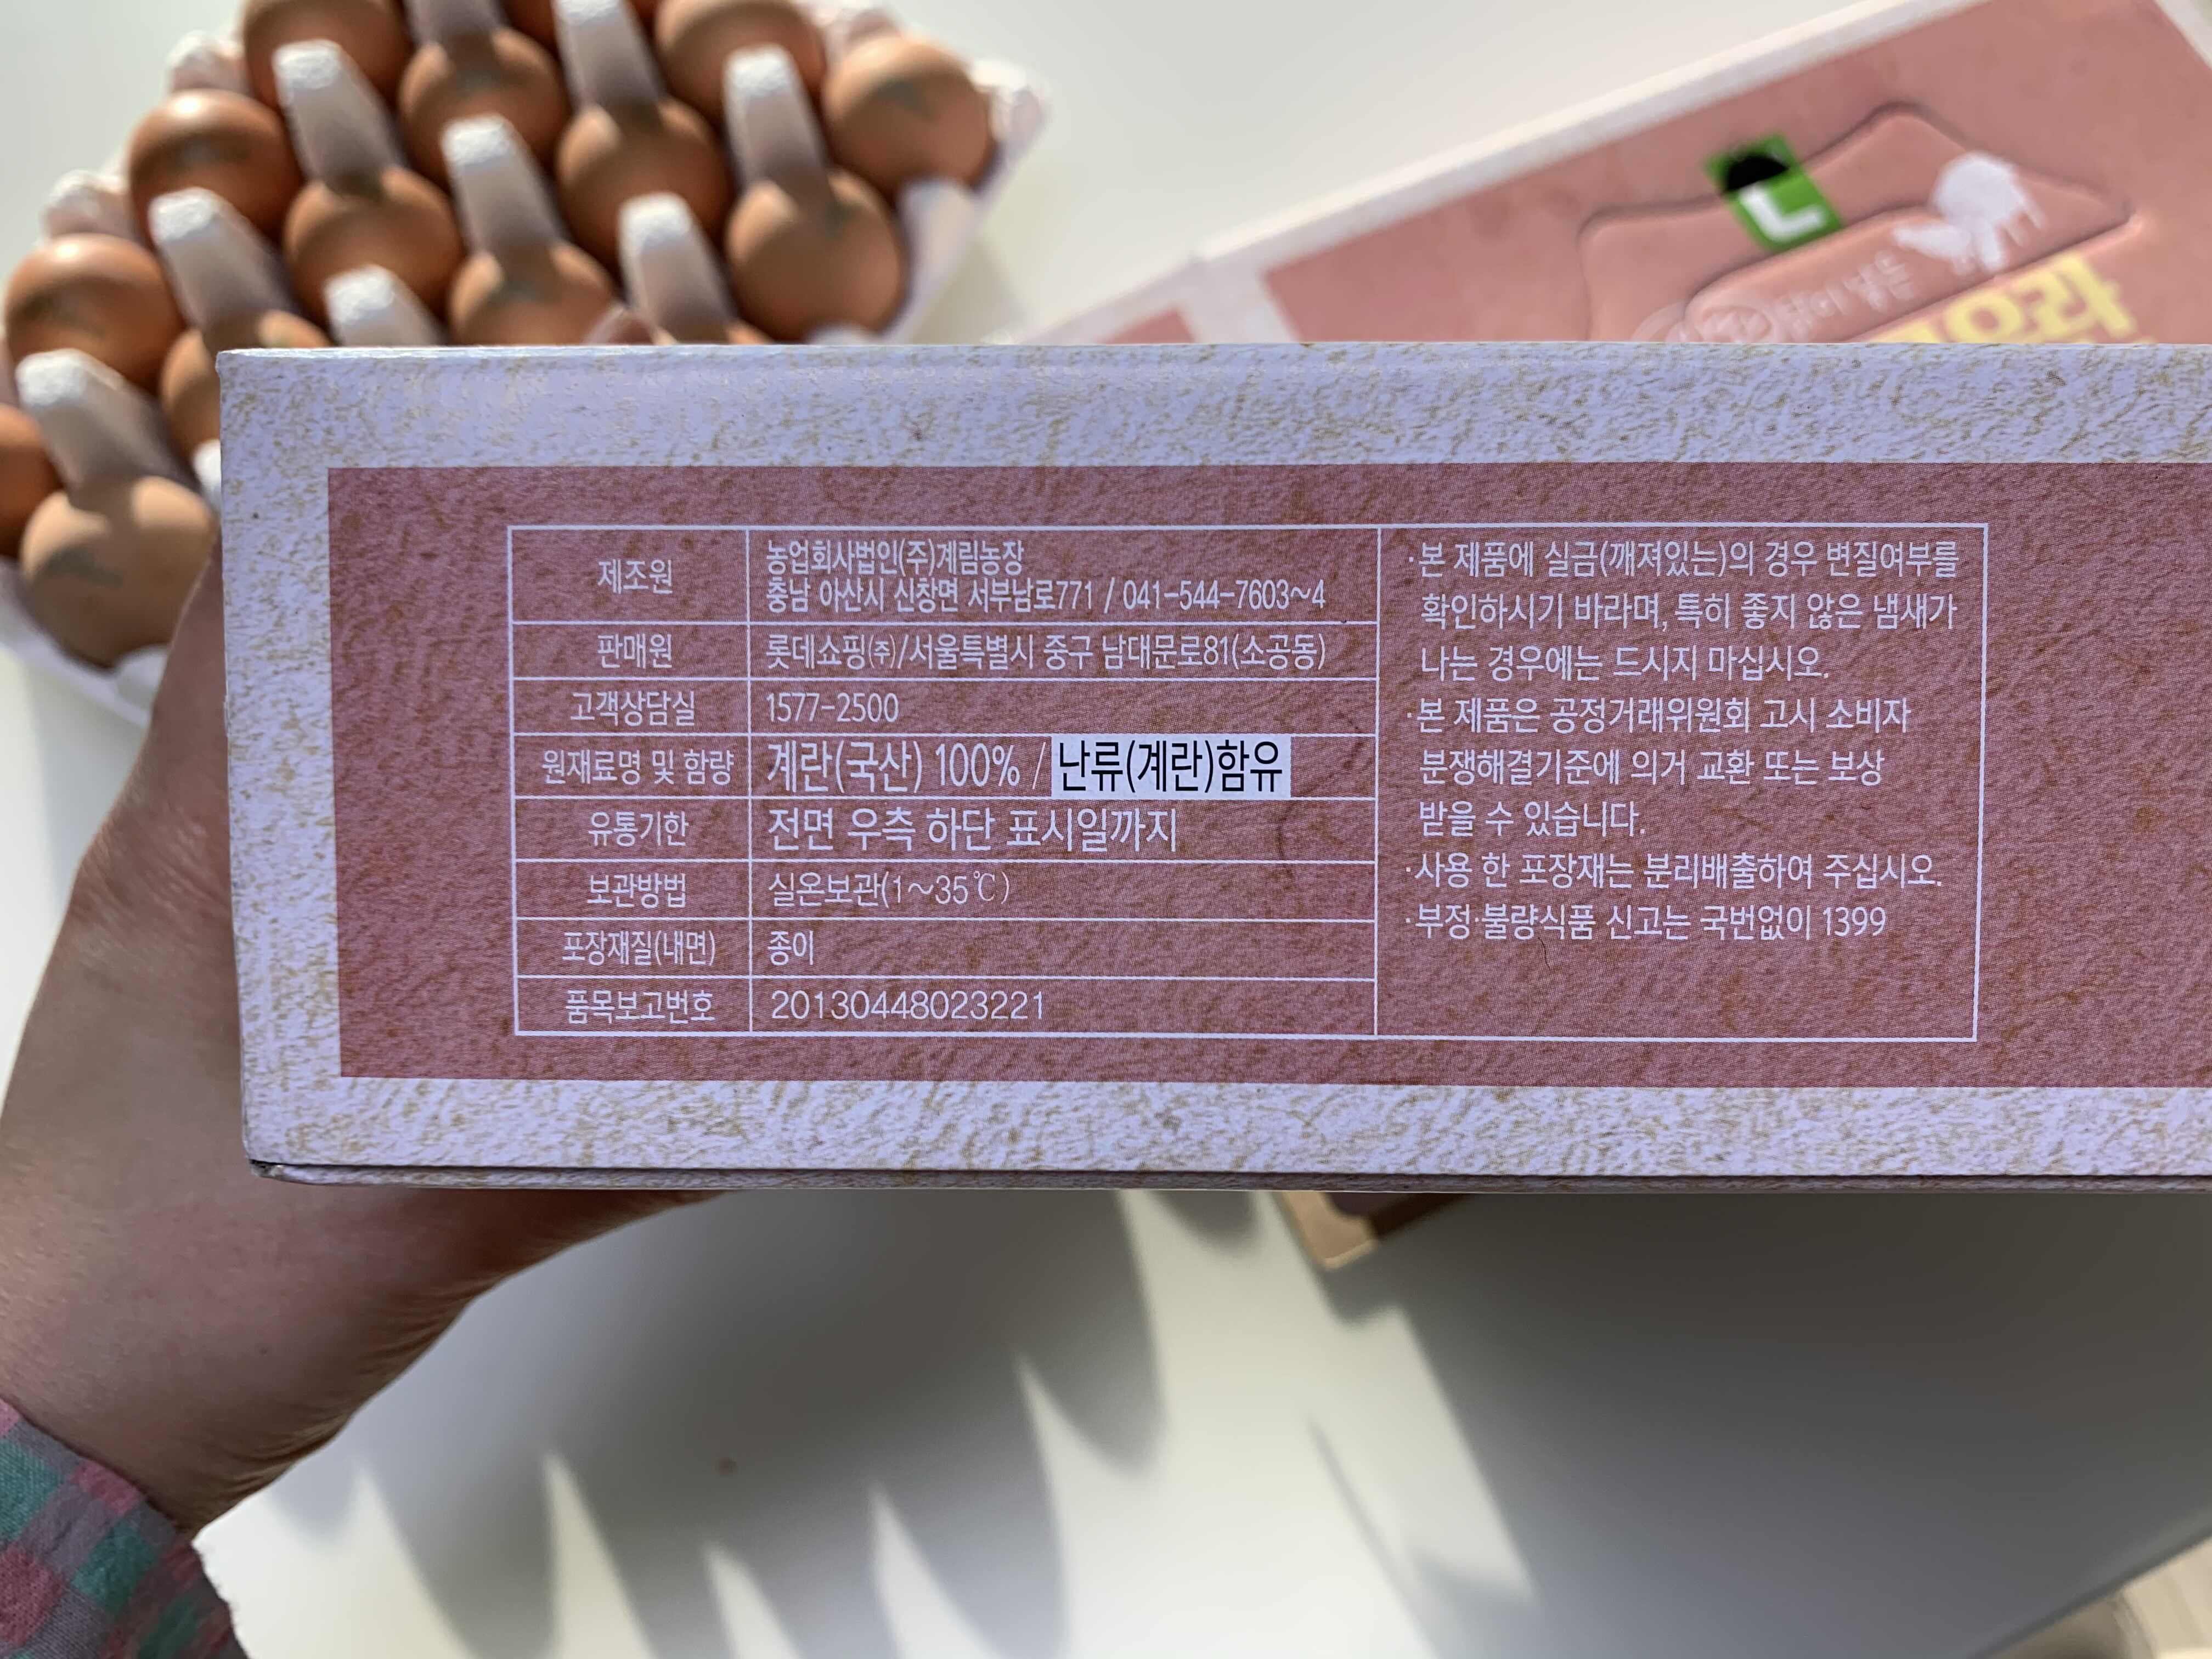 L
제조원
농업회사법인(주)계림농장
충남 아산시 신창면 서부남로771 / 041-544-7603~4
판매원
롯데쇼핑(주)/서울특별시 중구 남대문로81(소공동)
고객상담실
1577-2500
원재료명 및 함량
계란(국산) 100% / 난류(계란)함유
유통기한
전면 우측 하단 표시일까지
보관방법
실온보관(1~35℃)
포장재질(내면)
종이
품목보고번호
20130448023221
·본 제품에 실금(깨져있는)의 경우 변질여부를
확인하시기 바라며, 특히 좋지 않은 냄새가
나는 경우에는 드시지 마십시오.
·본 제품은 공정거래위원회 고시 소비자
분쟁해결기준에 의거 교환 또는 보상
받을 수 있습니다.
·사용 한 포장재는 분리배출하여 주십시오.
·부정·불량식품 신고는 국번없이 1399